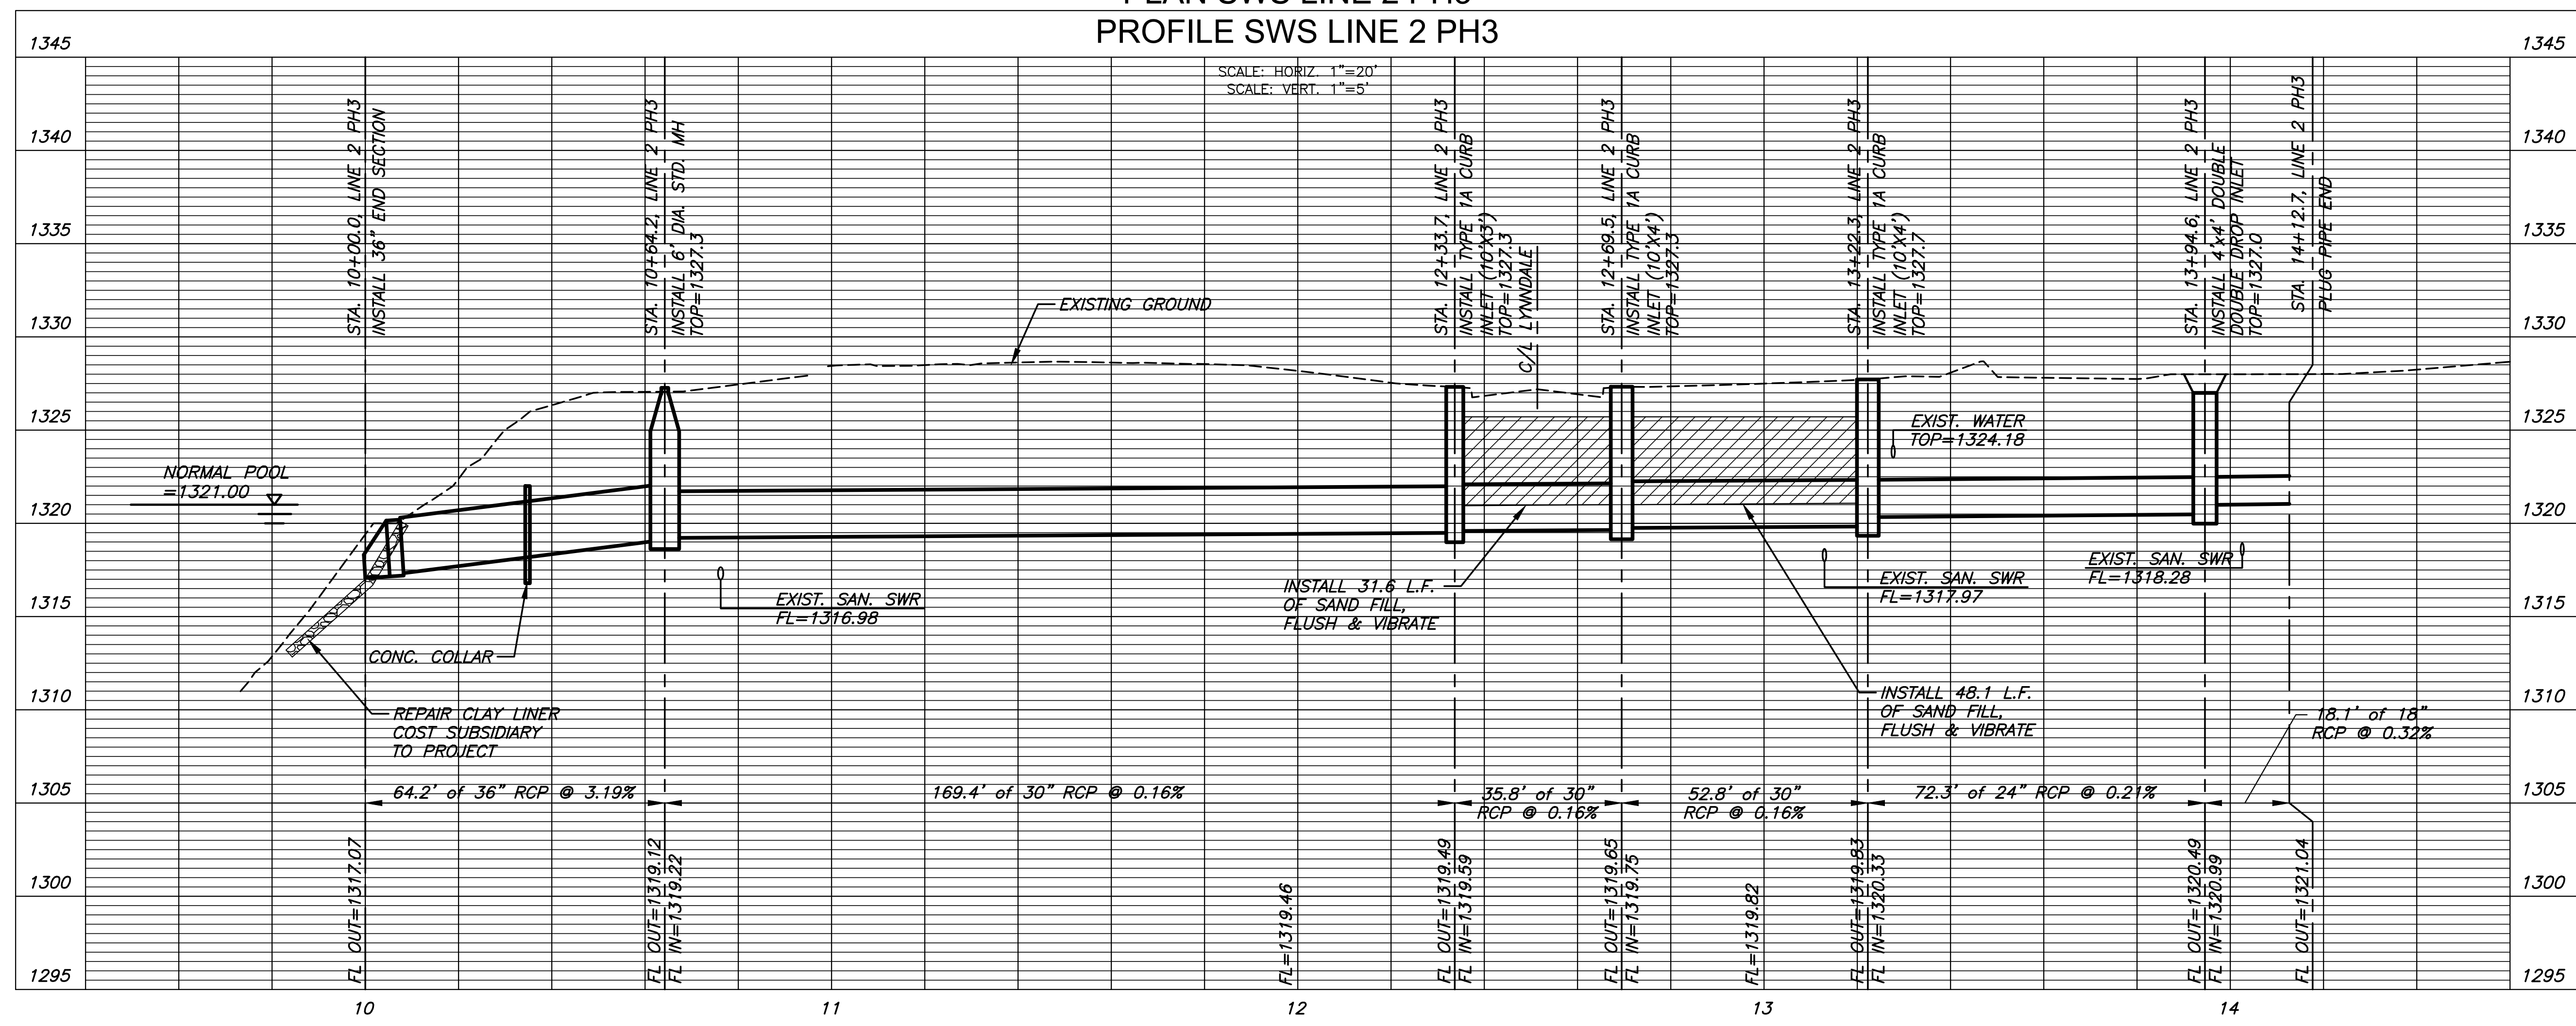 PROFILE SWS LINE 2 PH3
1345
1345
SCALE: HORIZ. 1"=20'
SCALE: VERT. 1"=5'
STA. 10+00.0, LINE 2 PH3
INSTALL 36" END SECTION
STA. 10+64.2, LINE 2 PH3
INSTALL 6' DIA. STD. MH
TOP=1327.3
STA. 12+33.7, LINE 2 PH3
INSTALL TYPE 1A CURB
INLET (10'X3')
TOP=1327.3
C/L LYNNDALE
STA. 12+69.5, LINE 2 PH3
INSTALL TYPE 1A CURB
INLET (10'X4')
TOP=1327.3
STA. 13+22.3, LINE 2 PH3
INSTALL TYPE 1A CURB
INLET (10'X4')
TOP=1327.7
STA. 13+94.6, LINE 2 PH3
INSTALL 4'x4' DOUBLE
DOUBLE DROP INLET
TOP=1327.0
STA. 14+12.7, LINE 2 PH3
PLUG PIPE END
1340
1340
1335
1335
1330
1330
EXISTING GROUND
1325
1325
EXIST. WATER
TOP=1324.18
NORMAL POOL
=1321.00
1320
1320
EXIST. SAN. SWR
FL=1316.98
INSTALL 31.6 L.F.
OF SAND FILL,
FLUSH & VIBRATE
EXIST. SAN. SWR
FL=1317.97
EXIST. SAN. SWR
FL=1318.28
1315
1315
CONC. COLLAR
1310
1310
REPAIR CLAY LINER
COST SUBSIDIARY
TO PROJECT
INSTALL 48.1 L.F.
OF SAND FILL,
FLUSH & VIBRATE
18.1' of 18"
RCP @ 0.32%
1305
1305
64.2' of 36" RCP @ 3.19%
169.4' of 30" RCP @ 0.16%
35.8' of 30"
RCP @ 0.16%
52.8' of 30"
RCP @ 0.16%
72.3' of 24" RCP @ 0.21%
1300
1300
FL OUT=1317.07
FL OUT=1319.12
FL IN=1319.22
FL=1319.46
FL OUT=1319.49
FL IN=1319.59
FL OUT=1319.65
FL IN=1319.75
FL=1319.82
FL OUT=1319.83
FL IN=1320.33
FL OUT=1320.49
FL IN=1320.99
FL OUT=1321.04
1295
1295
10
11
12
13
14